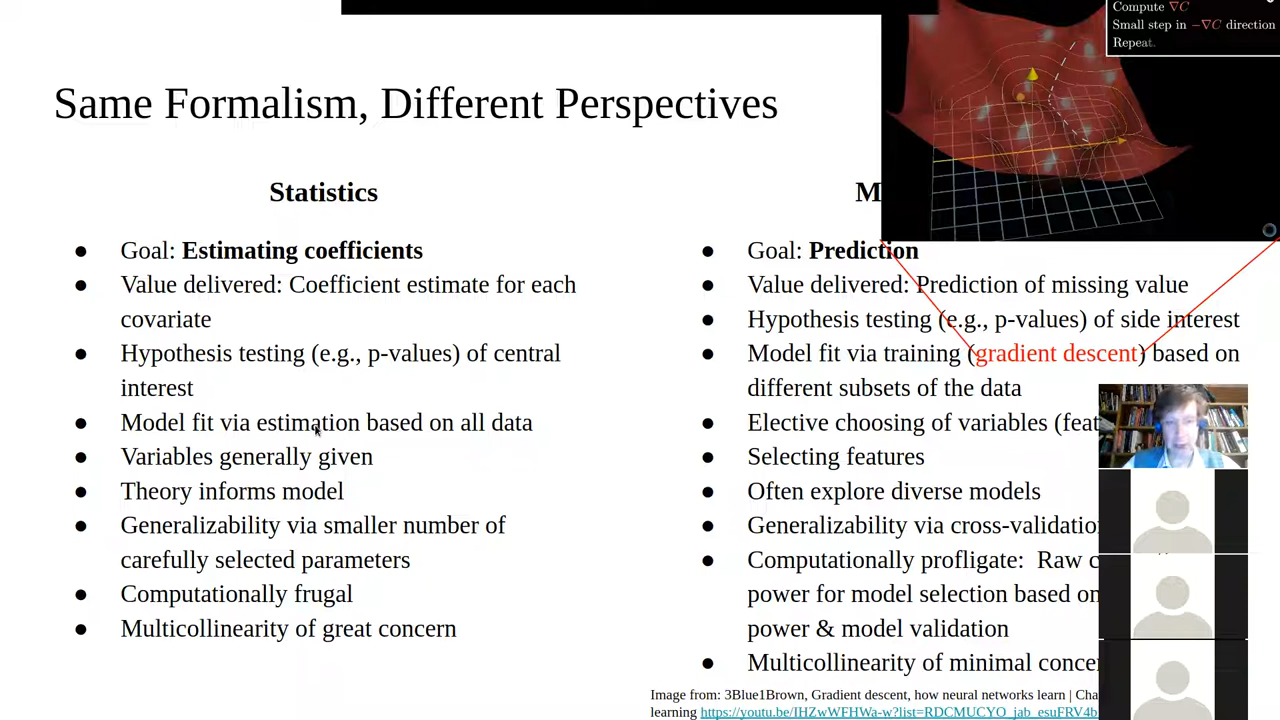 Compute ∇C
Small step in −∇C direction
Repeat.
Same Formalism, Different Perspectives
Statistics
● Goal: Estimating coefficients
● Value delivered: Coefficient estimate for each
covariate
● Hypothesis testing (e.g., p-values) of central
interest
● Model fit via estimation based on all data
● Variables generally given
● Theory informs model
● Generalizability via smaller number of
carefully selected parameters
● Computationally frugal
● Multicollinearity of great concern
● Goal: Prediction
● Value delivered: Prediction of missing value
● Hypothesis testing (e.g., p-values) of side interest
● Model fit via training (gradient descent) based on
different subsets of the data
● Elective choosing of variables
● Selecting features
● Often explore diverse models
● Generalizability via
● Computationally profligate: Raw
power for model selection based on
power & model validation
● Multicollinearity of minimal
Image from: 3Blue1Brown, Gradient descent, how neural networks learn |
learning https://youtu.be/IHZwWFHWa-w?list=RDCMUCYO_jab_esuFRV4b